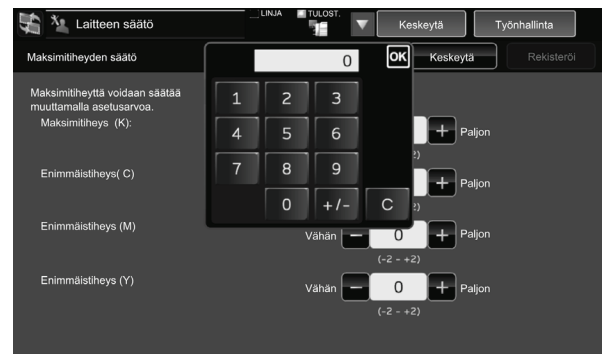 Laitteen säätö
LINJA
TULOST.
Keskeytä
Työnhallinta
Maksimitiheyden säätö
Keskeytä
Rekisteröi
0
OK
1 2 3
4 5 6
7 8 9
0 +/- C
Maksimitiheyttä voidaan säätää
muuttamalla asetusarvoa.
Maksimitiheys (K):
+ Paljon
2)
Enimmäistiheys( C)
+ Paljon
2)
Enimmäistiheys (M)
Vähän − 0 + Paljon
(-2 - +2)
Enimmäistiheys (Y)
Vähän − 0 + Paljon
(-2 - +2)